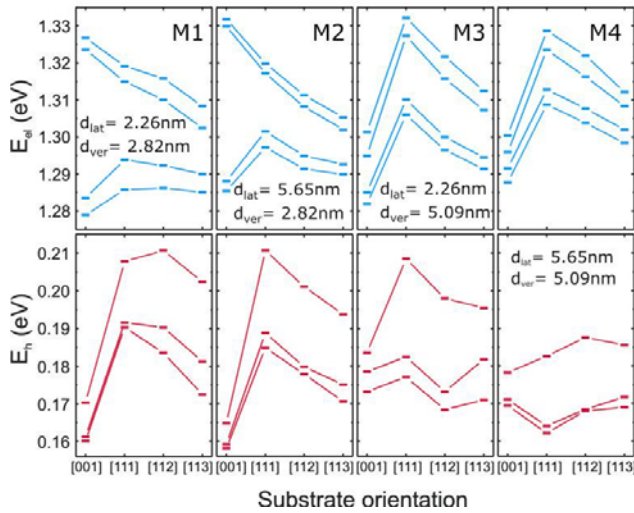 M1 M2 M3 M4
E_el (eV)
1.33
1.32
1.31
1.30
1.29
1.28
d_lat = 2.26nm
d_ver = 2.82nm
d_lat = 5.65nm
d_ver = 2.82nm
d_lat = 2.26nm
d_ver = 5.09nm
E_h (eV)
0.21
0.20
0.19
0.18
0.17
0.16
d_lat = 5.65nm
d_ver = 5.09nm
[001] [111] [112] [113] [001] [111] [112] [113] [001] [111] [112] [113] [001] [111] [112] [113]
Substrate orientation